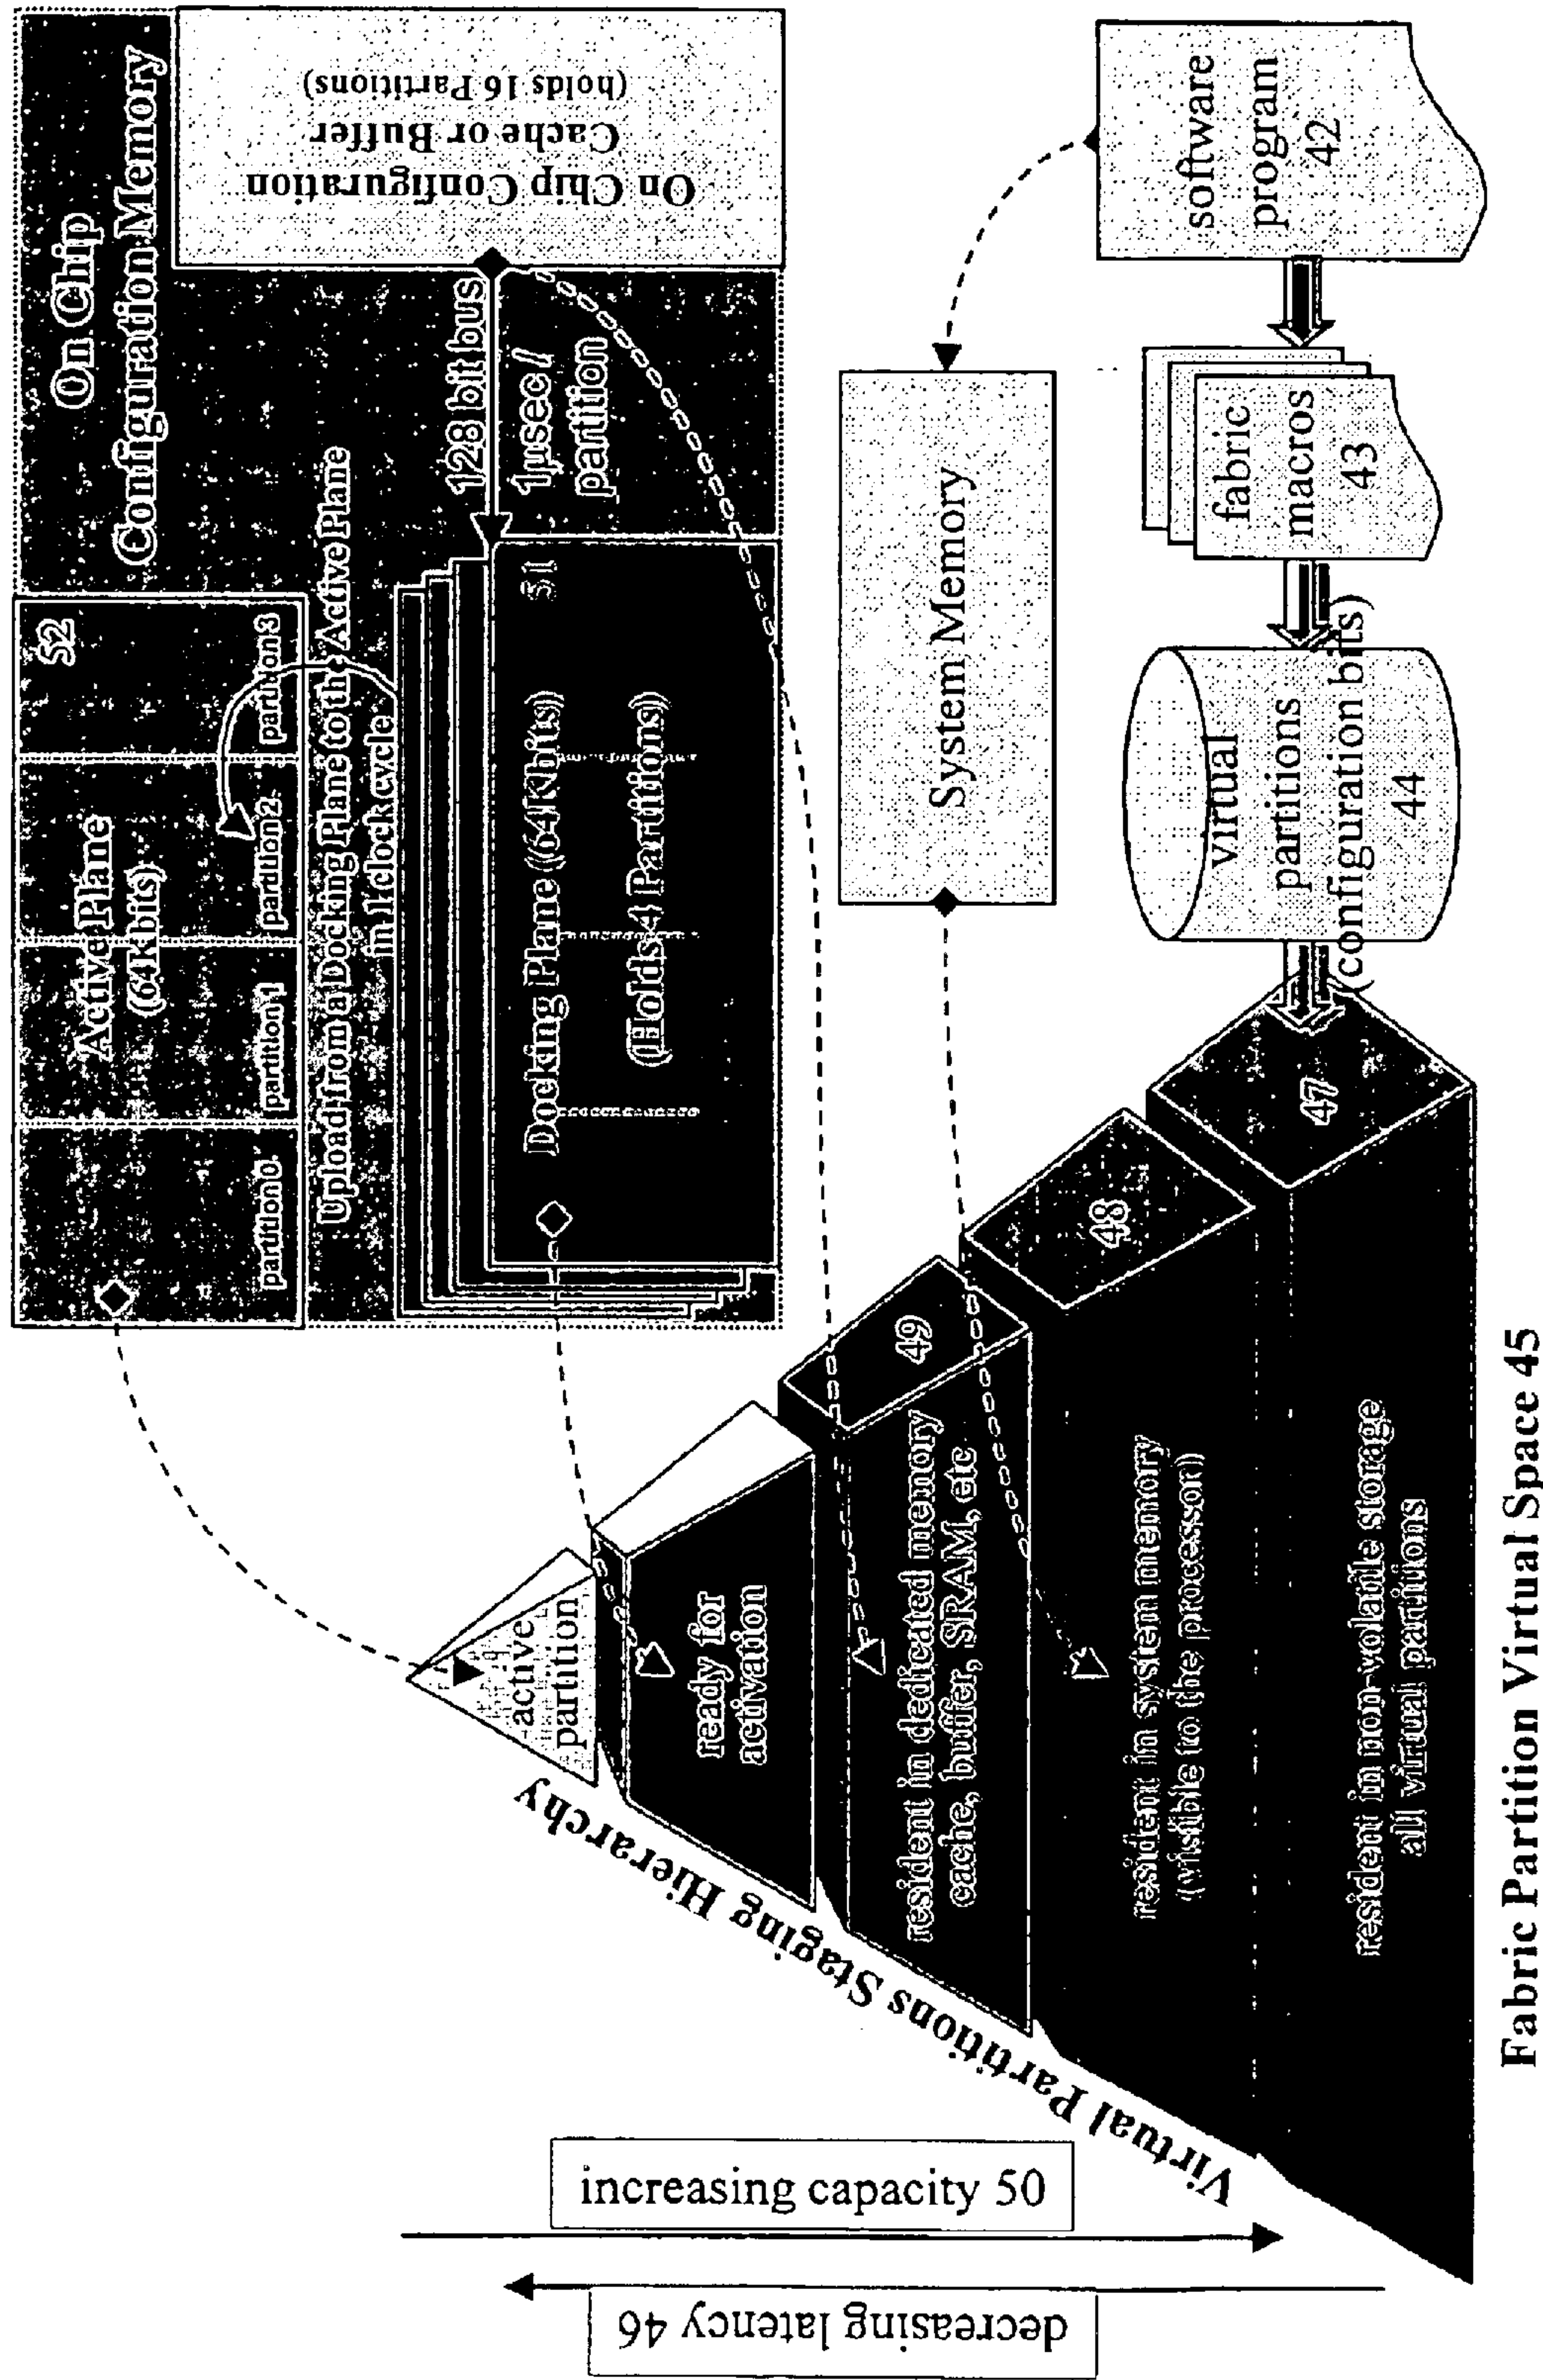 On Chip
Configuration Memory
On Chip Configuration
Cache or Buffer
(holds 16 Partitions)
128 bit bus
1µsec /
partition
52
Active Plane
(64Kbits)
partition 0
partition 1
partition 2
partition 3
Upload from a Docking Plane to the Active Plane
in 1 clock cycle
51
Docking Plane (64Kbits)
(Holds 4 Partitions)
System Memory
software
program
42
fabric
macros
43
virtual
partitions
(configuration bits)
44
active
partition
ready for
activation
49
resident in dedicated memory
cache, buffer, SRAM, etc
48
resident in system memory
(visible to the processor)
47
resident in non-volatile storage
all virtual partitions
Virtual Partitions Staging Hierarchy
increasing capacity 50
decreasing latency 46
Fabric Partition Virtual Space 45